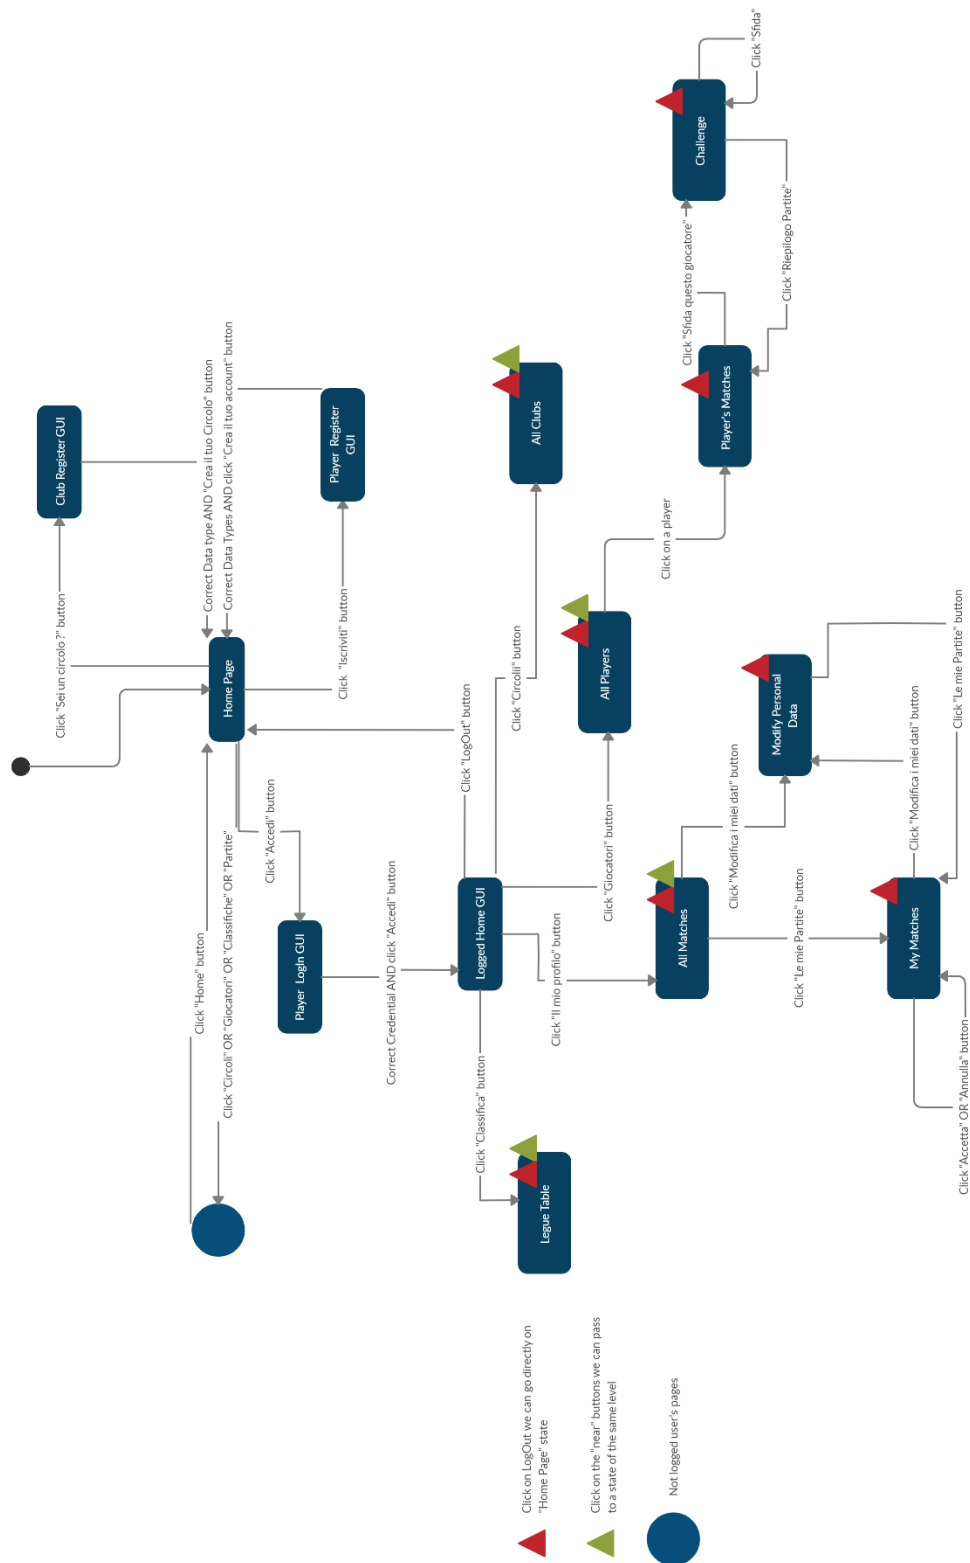 Click "Home" button
Click "Circoli" OR "Giocatori" OR "Classifiche" OR "Partite"
Click "Sei un circolo ?" button
Club Register GUI
Correct Data type AND "Crea il tuo Circolo" button
Correct Data Types AND click "Crea il tuo account" button
Home Page
Click "Iscriviti" button
Player Register
GUI
Click "Accedi" button
Player LogIn GUI
Correct Credential AND click "Accedi" button
Click "LogOut" button
Logged Home GUI
Click "Classifica" button
Legue Table
Click "Circolii" button
All Clubs
Click "Il mio profilo" button
Click "Giocatori" button
All Players
Click on a player
Player's Matches
Click "Sfida questo giocatore"
Challenge
Click "Sfida"
Click "Riepilogo Partite"
All Matches
Click "Modifica i miei dati" button
Modify Personal
Data
Click "Le mie Partite" button
My Matches
Click "Modifica i miei dati" button
Click "Le mie Partite" button
Click "Accetta" OR "Annulla" button
Click on LogOut we can go directly on
"Home Page" state
Click on the "near" buttons we can pass
to a state of the same level
Not logged user's pages